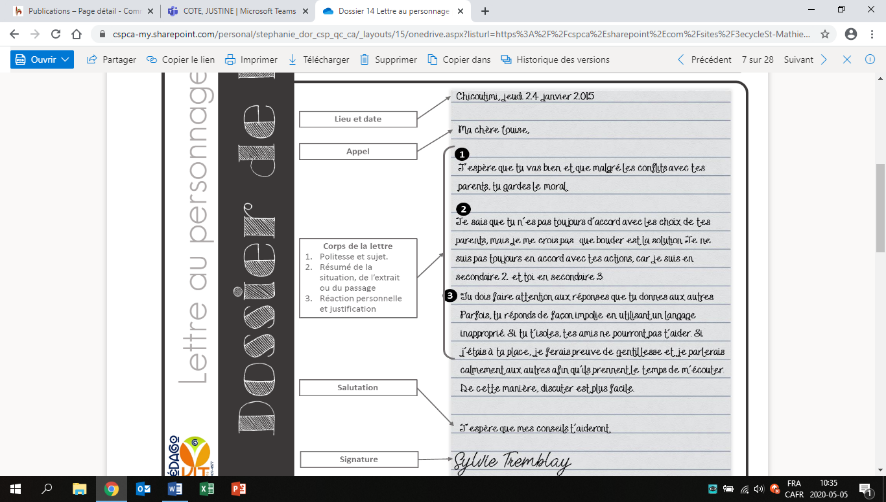 Publications – Page détail - Com
COTE, JUSTINE | Microsoft Teams
Dossier 14 Lettre au personnage
cspca-my.sharepoint.com/personal/stephanie_dor_csp_qc_ca/_layouts/15/onedrive.aspx?listurl=https%3A%2F%2Fcspca%2Esharepoint%2Ecom%2Fsites%2F3ecycleSt-Mathie...
Ouvrir
Partager
Copier le lien
Imprimer
Télécharger
Supprimer
Copier dans
Historique des versions
Précédent
7 sur 28
Suivant
Lettre au personnage
Dossier de l
Lieu et date
Appel
Corps de la lettre
1. Politesse et sujet.
2. Résumé de la
situation, de l'extrait
ou du passage
3. Réaction personnelle
et justification
Salutation
Signature
Chicoutimi, jeudi 24 janvier 2015
Ma chère Louise,
1
J'espère que tu vas bien et que malgré les conflits avec tes
parents, tu gardes le moral.
2
Je sais que tu n'es pas toujours d'accord avec les choix de tes
parents, mais je me crois pas que bouder est la solution. Je ne
suis pas toujours en accord avec tes actions, car je suis en
secondaire 2 et toi en secondaire 3
3
Tu dois faire attention aux réponses que tu donnes aux autres
Parfois, tu réponds de façon impolie en utilisant un langage
inapproprié. Si tu t'isoles, tes amis ne pourront pas t'aider. Si
j'étais à ta place, je ferais preuve de gentillesse et je parlerais
calmement aux autres afin qu'ils prennent le temps de m'écouter.
De cette manière, discuter est plus facile.
J'espère que mes conseils t'aideront.
Sylvie Tremblay
FRA
CAFR
10:35
2020-05-05
1